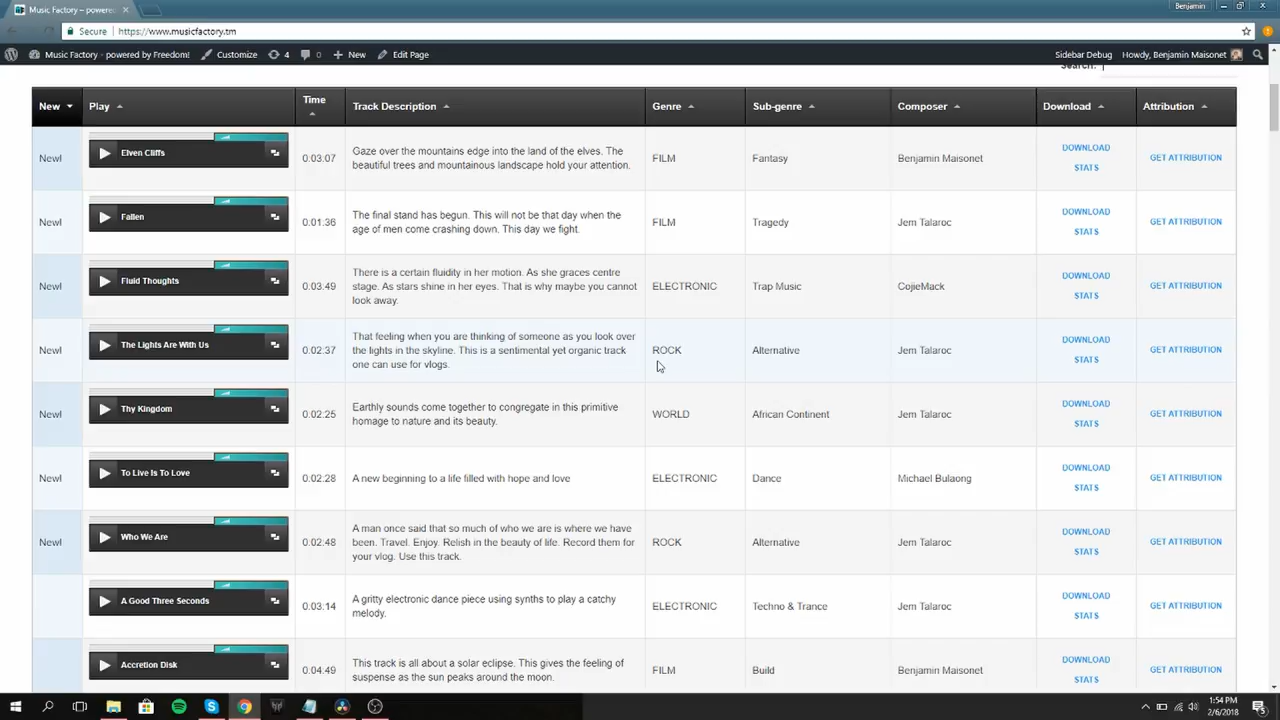 Music Factory – powere
Benjamin
Secure
https://www.musicfactory.tm
Music Factory - powered by Freedom!
Customize
4
0
New
Edit Page
Sidebar Debug
Howdy, Benjamin Maisonet
Search:
New
Play
Time
Track Description
Genre
Sub-genre
Composer
Download
Attribution
New!
Elven Cliffs
0:03:07
Gaze over the mountains edge into the land of the elves. The
beautiful trees and mountainous landscape hold your attention.
FILM
Fantasy
Benjamin Maisonet
DOWNLOAD
STATS
GET ATTRIBUTION
New!
Fallen
0:01:36
The final stand has begun. This will not be that day when the
age of men come crashing down. This day we fight.
FILM
Tragedy
Jem Talaroc
DOWNLOAD
STATS
GET ATTRIBUTION
New!
Fluid Thoughts
0:03:49
There is a certain fluidity in her motion. As she graces centre
stage. As stars shine in her eyes. That is why maybe you cannot
look away.
ELECTRONIC
Trap Music
CojieMack
DOWNLOAD
STATS
GET ATTRIBUTION
New!
The Lights Are With Us
0:02:37
That feeling when you are thinking of someone as you look over
the lights in the skyline. This is a sentimental yet organic track
one can use for vlogs.
ROCK
Alternative
Jem Talaroc
DOWNLOAD
STATS
GET ATTRIBUTION
New!
Thy Kingdom
0:02:25
Earthly sounds come together to congregate in this primitive
homage to nature and its beauty.
WORLD
African Continent
Jem Talaroc
DOWNLOAD
STATS
GET ATTRIBUTION
New!
To Live Is To Love
0:02:28
A new beginning to a life filled with hope and love
ELECTRONIC
Dance
Michael Bulaong
DOWNLOAD
STATS
GET ATTRIBUTION
New!
Who We Are
0:02:48
A man once said that so much of who we are is where we have
been. Travel. Enjoy. Relish in the beauty of life. Record them for
your vlog. Use this track.
ROCK
Alternative
Jem Talaroc
DOWNLOAD
STATS
GET ATTRIBUTION
A Good Three Seconds
0:03:14
A gritty electronic dance piece using synths to play a catchy
melody.
ELECTRONIC
Techno & Trance
Jem Talaroc
DOWNLOAD
STATS
GET ATTRIBUTION
Accretion Disk
0:04:49
This track is all about a solar eclipse. This gives the feeling of
suspense as the sun peaks around the moon.
FILM
Build
Benjamin Maisonet
DOWNLOAD
STATS
GET ATTRIBUTION
1:54 PM
2/6/2018